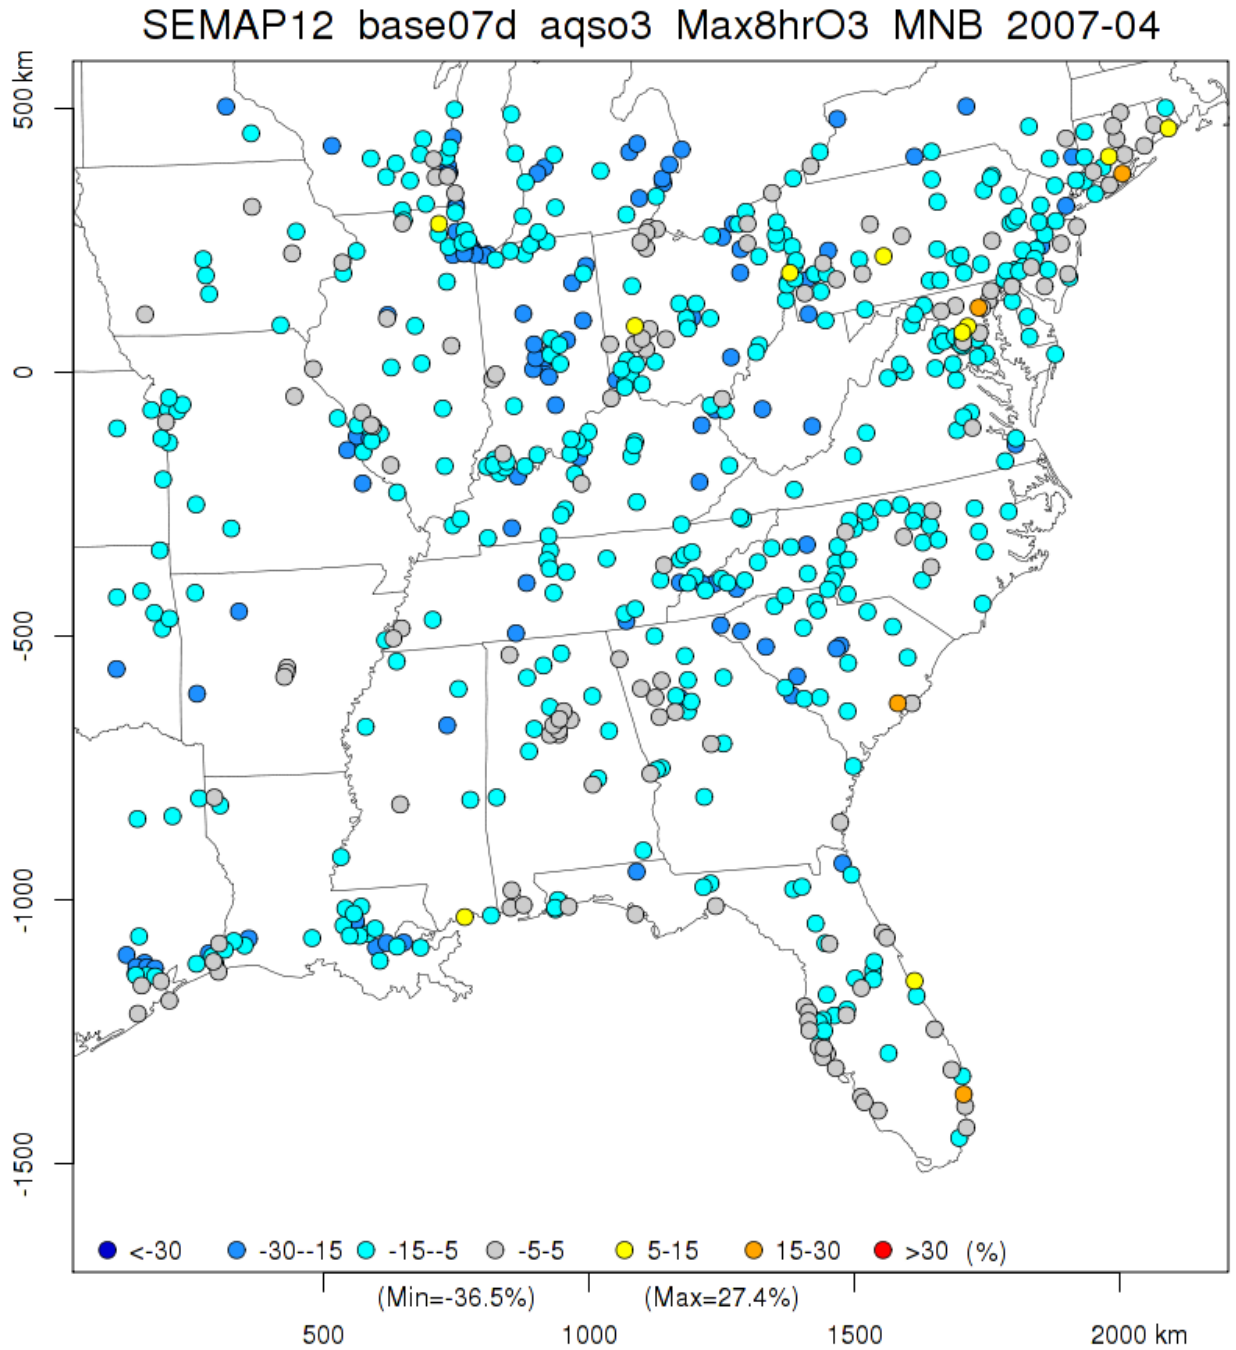 SEMAP12 base07d aqso3 Max8hrO3 MNB 2007-04
500 km
0
-500
-1000
-1500
<-30 -30--15 -15--5 -5-5 5-15 15-30 >30 (%)
(Min=-36.5%) (Max=27.4%)
500 1000 1500 2000 km